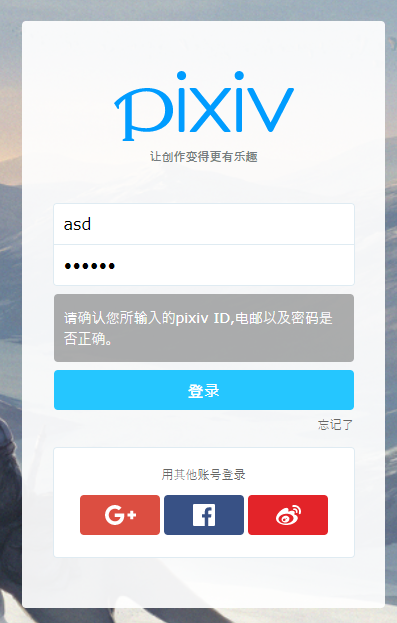 pixiv
让创作变得更有乐趣
asd
••••••
请确认您所输入的pixiv ID,电邮以及密码是
否正确。
登录
忘记了
用其他账号登录
G+